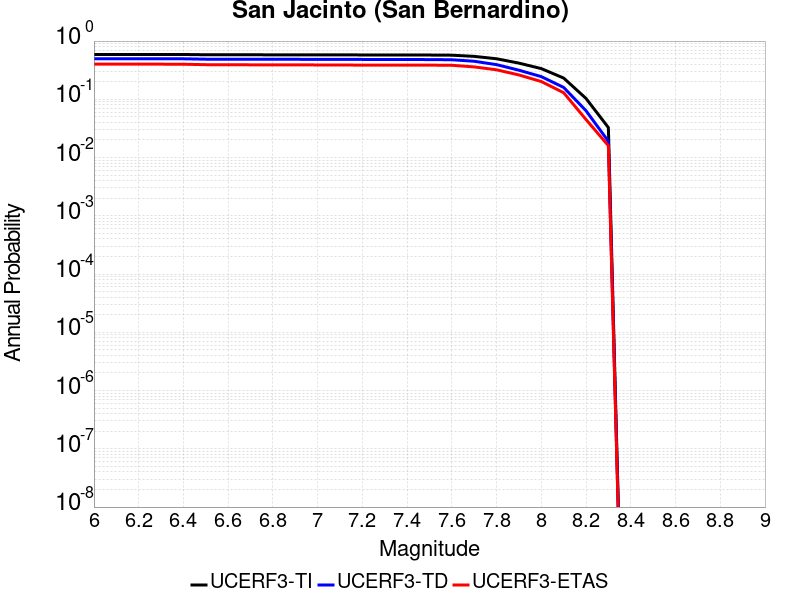 San Jacinto (San Bernardino)
10^0
10^-1
10^-2
10^-3
10^-4
10^-5
10^-6
10^-7
10^-8
Annual Probability
6 6.2 6.4 6.6 6.8 7 7.2 7.4 7.6 7.8 8 8.2 8.4 8.6 8.8 9
Magnitude
UCERF3-TI UCERF3-TD UCERF3-ETAS